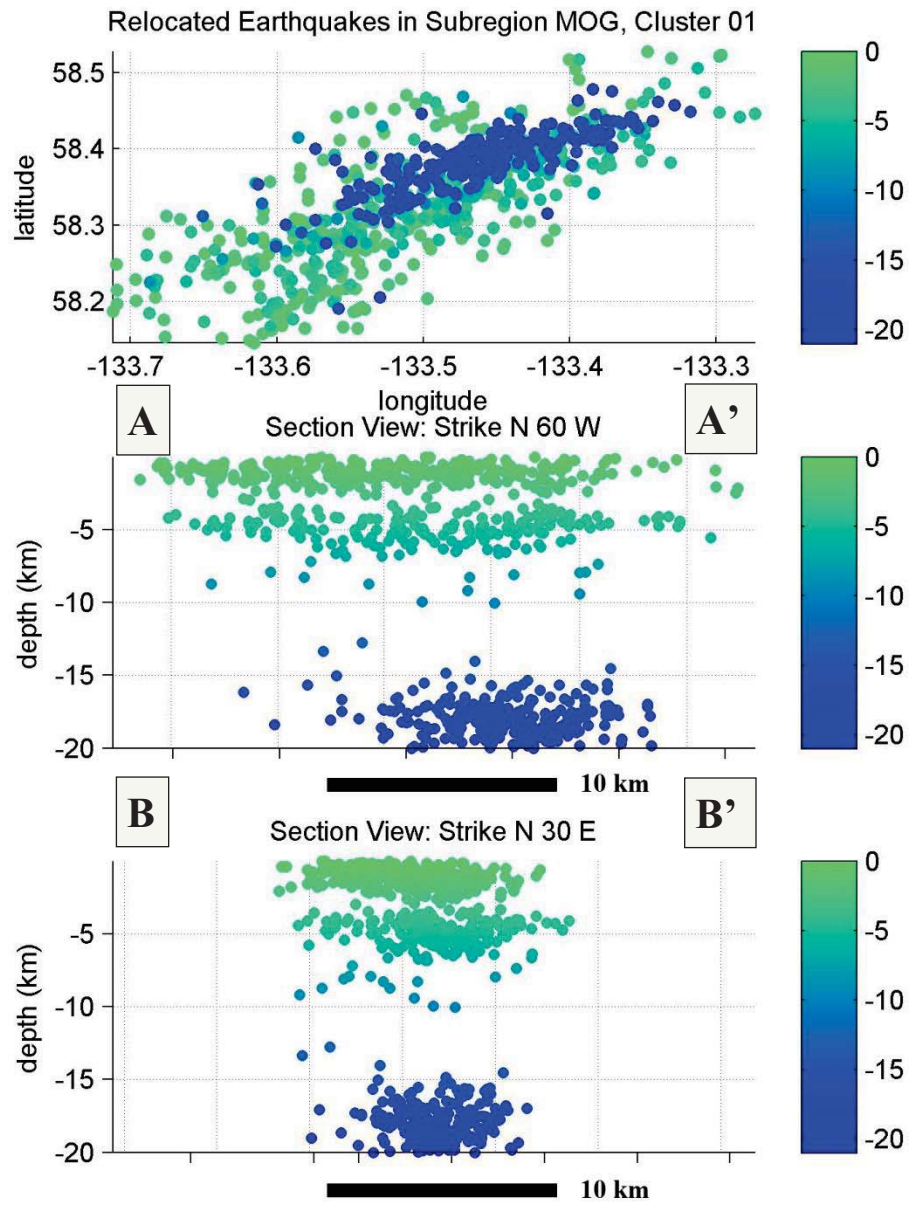 Relocated Earthquakes in Subregion MOG, Cluster 01
58.5
58.4
58.3
58.2
latitude
-133.7 -133.6 -133.5 -133.4 -133.3
longitude
0
-5
-10
-15
-20
A A’
Section View: Strike N 60 W
-5
-10
-15
-20
depth (km)
10 km
0
-5
-10
-15
-20
B B’
Section View: Strike N 30 E
-5
-10
-15
-20
depth (km)
10 km
0
-5
-10
-15
-20